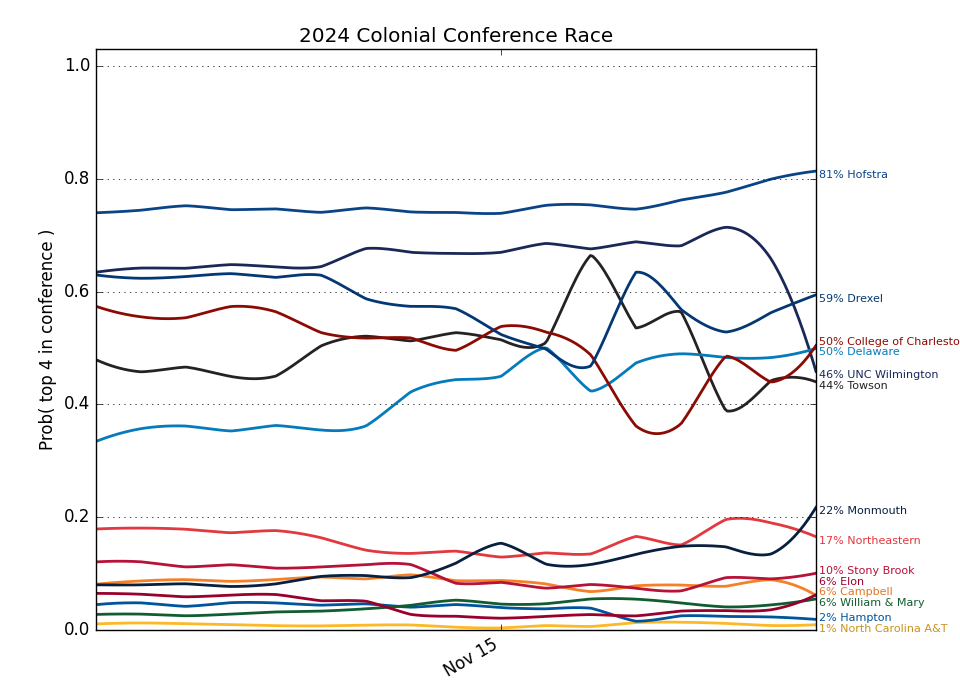 2024 Colonial Conference Race
Prob( top 4 in conference )
1.0
0.8
0.6
0.4
0.2
0.0
Nov 15
81% Hofstra
59% Drexel
50% College of Charlesto
50% Delaware
46% UNC Wilmington
44% Towson
22% Monmouth
17% Northeastern
10% Stony Brook
6% Elon
6% Campbell
6% William & Mary
2% Hampton
1% North Carolina A&T